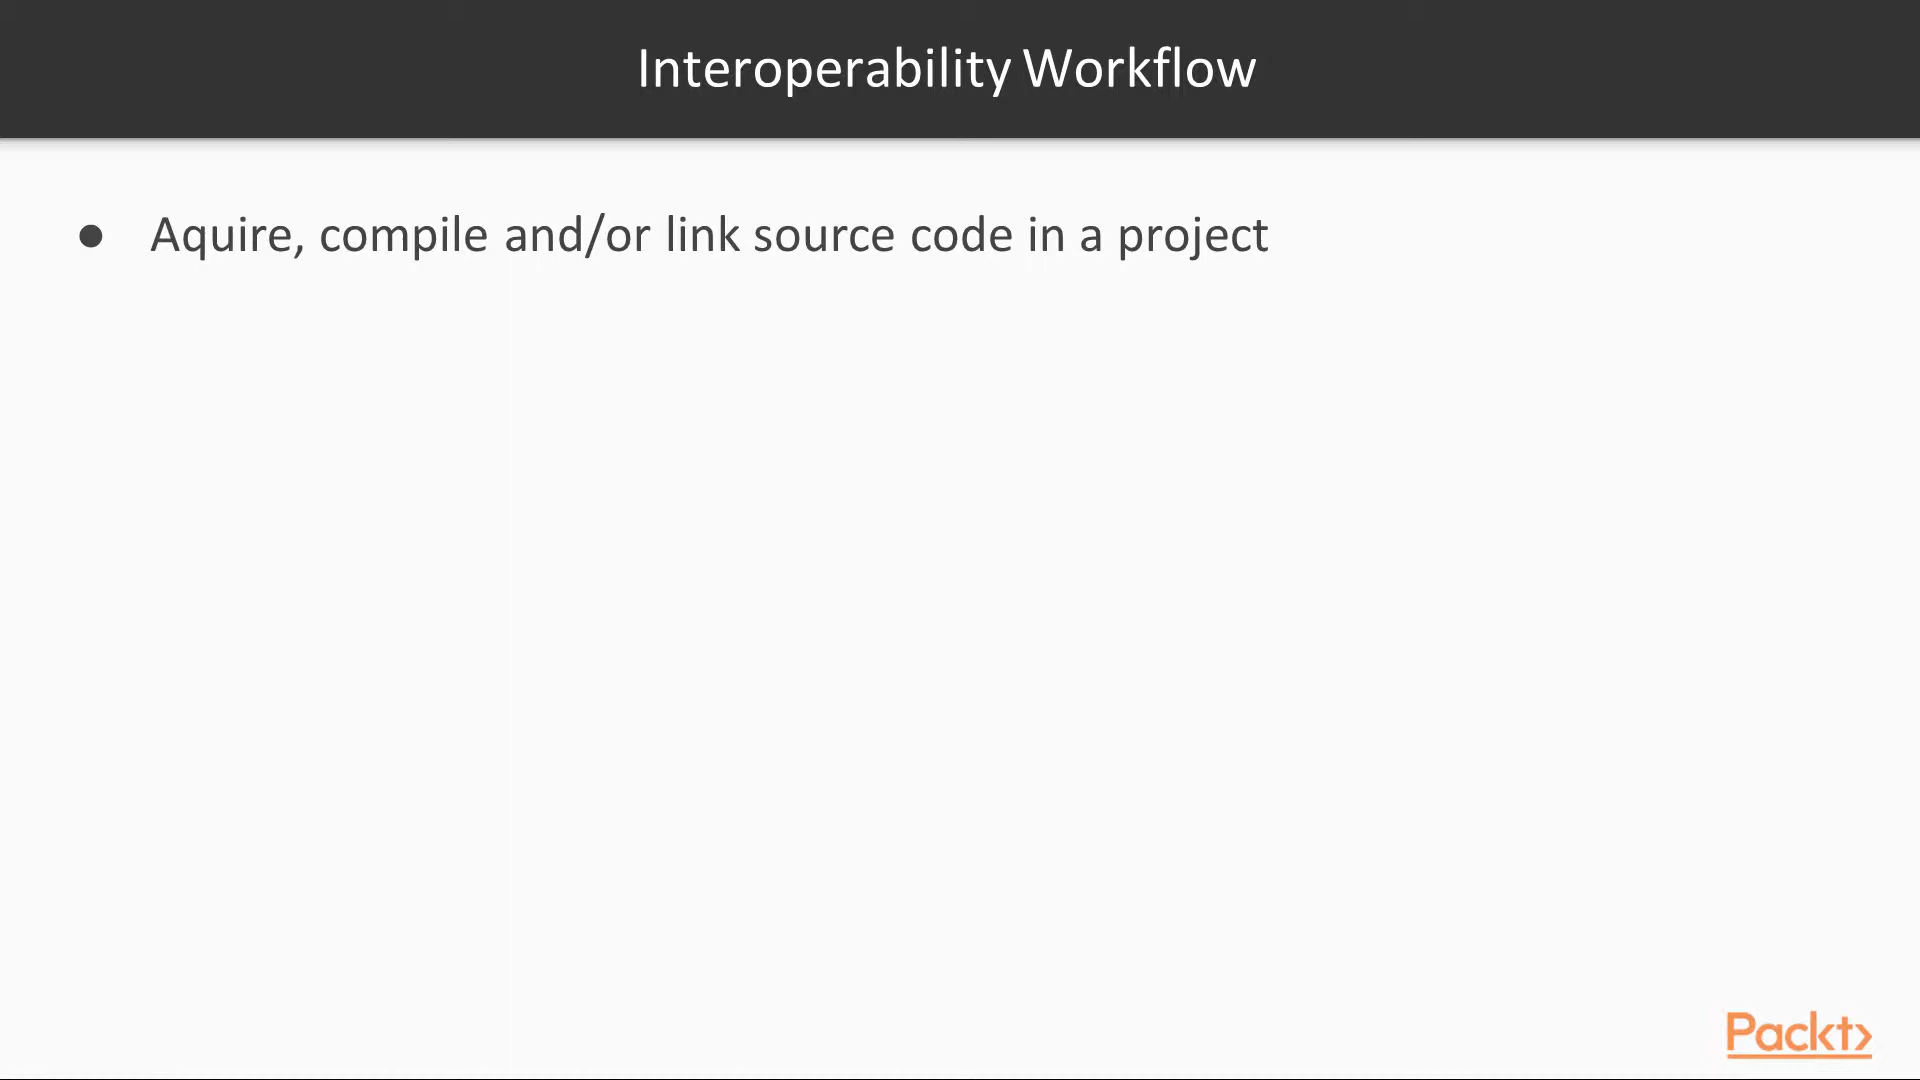 Interoperability Workflow
● Aquire, compile and/or link source code in a project
Packt>